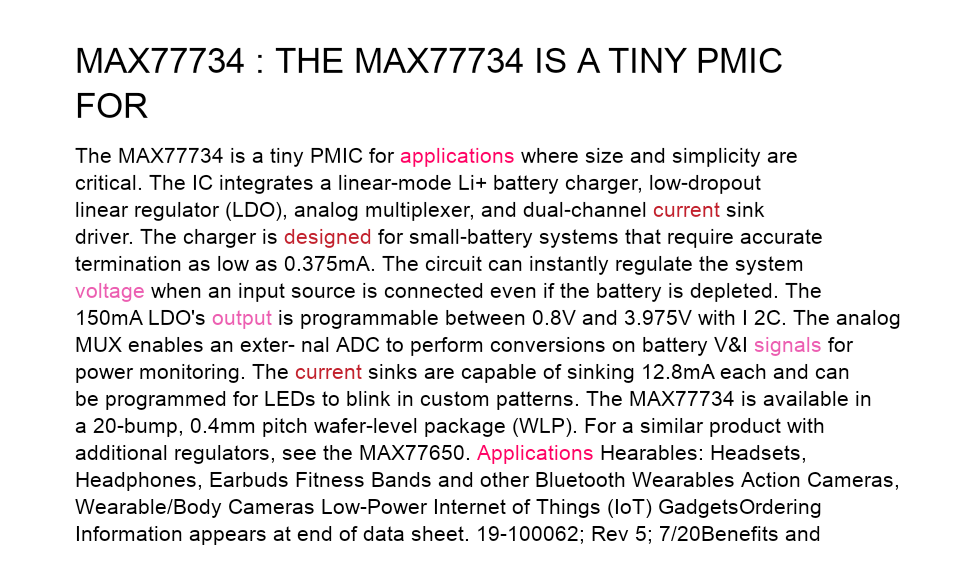 MAX77734 : THE MAX77734 IS A TINY PMIC
FOR
The MAX77734 is a tiny PMIC for applications where size and simplicity are
critical. The IC integrates a linear-mode Li+ battery charger, low-dropout
linear regulator (LDO), analog multiplexer, and dual-channel current sink
driver. The charger is designed for small-battery systems that require accurate
termination as low as 0.375mA. The circuit can instantly regulate the system
voltage when an input source is connected even if the battery is depleted. The
150mA LDO's output is programmable between 0.8V and 3.975V with I 2C. The analog
MUX enables an exter- nal ADC to perform conversions on battery V&I signals for
power monitoring. The current sinks are capable of sinking 12.8mA each and can
be programmed for LEDs to blink in custom patterns. The MAX77734 is available in
a 20-bump, 0.4mm pitch wafer-level package (WLP). For a similar product with
additional regulators, see the MAX77650. Applications Hearables: Headsets,
Headphones, Earbuds Fitness Bands and other Bluetooth Wearables Action Cameras,
Wearable/Body Cameras Low-Power Internet of Things (IoT) GadgetsOrdering
Information appears at end of data sheet. 19-100062; Rev 5; 7/20Benefits and